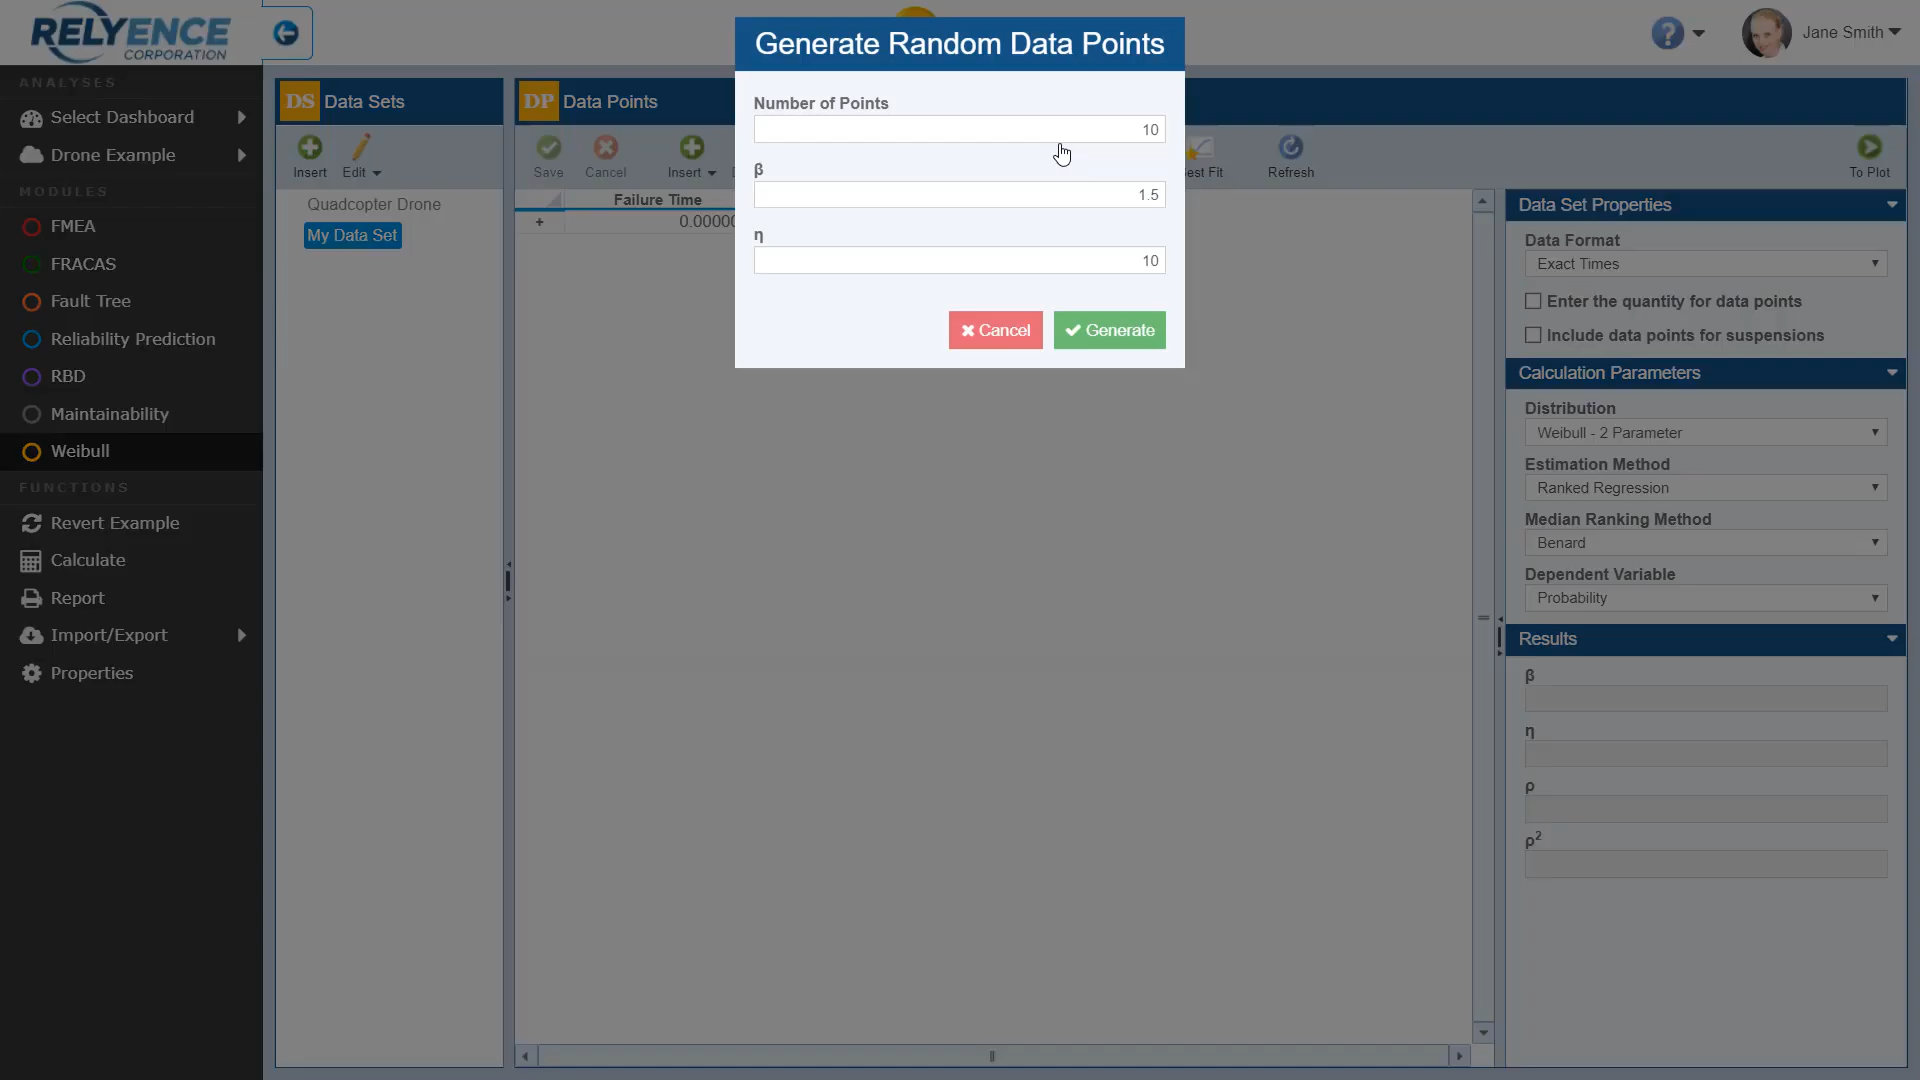 RELYENCE
CORPORATION
ANALYSES
Select Dashboard
Drone Example
MODULES
FMEA
FRACAS
Fault Tree
Reliability Prediction
RBD
Maintainability
Weibull
FUNCTIONS
Revert Example
Calculate
Report
Import/Export
Properties
DS Data Sets
Insert
Edit
Quadcopter Drone
My Data Set
DP Data Points
Save
Cancel
Insert
Failure Time
+ 0.0000
Generate Random Data Points
Number of Points
10
β
1.5
η
10
Cancel
Generate
est Fit
Refresh
To Plot
? Jane Smith
Data Set Properties
Data Format
Exact Times
Enter the quantity for data points
Include data points for suspensions
Calculation Parameters
Distribution
Weibull - 2 Parameter
Estimation Method
Ranked Regression
Median Ranking Method
Benard
Dependent Variable
Probability
Results
β
η
ρ
ρ²